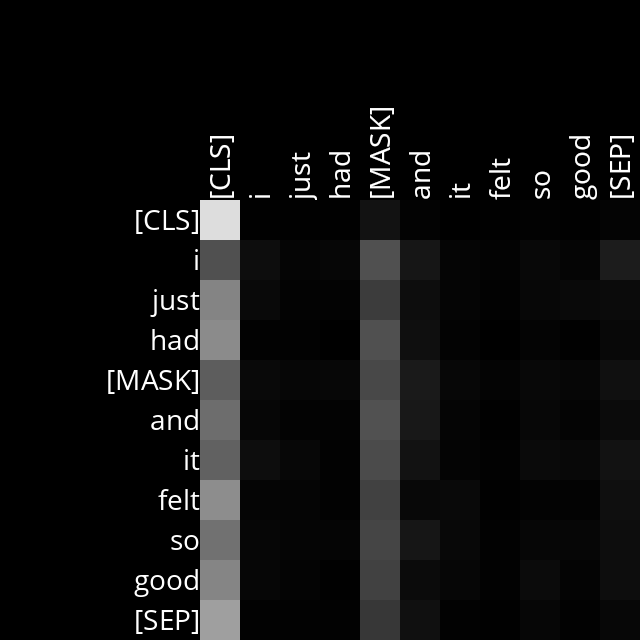 [CLS] i just had [MASK] and it felt so good [SEP]
[CLS]
i
just
had
[MASK]
and
it
felt
so
good
[SEP]